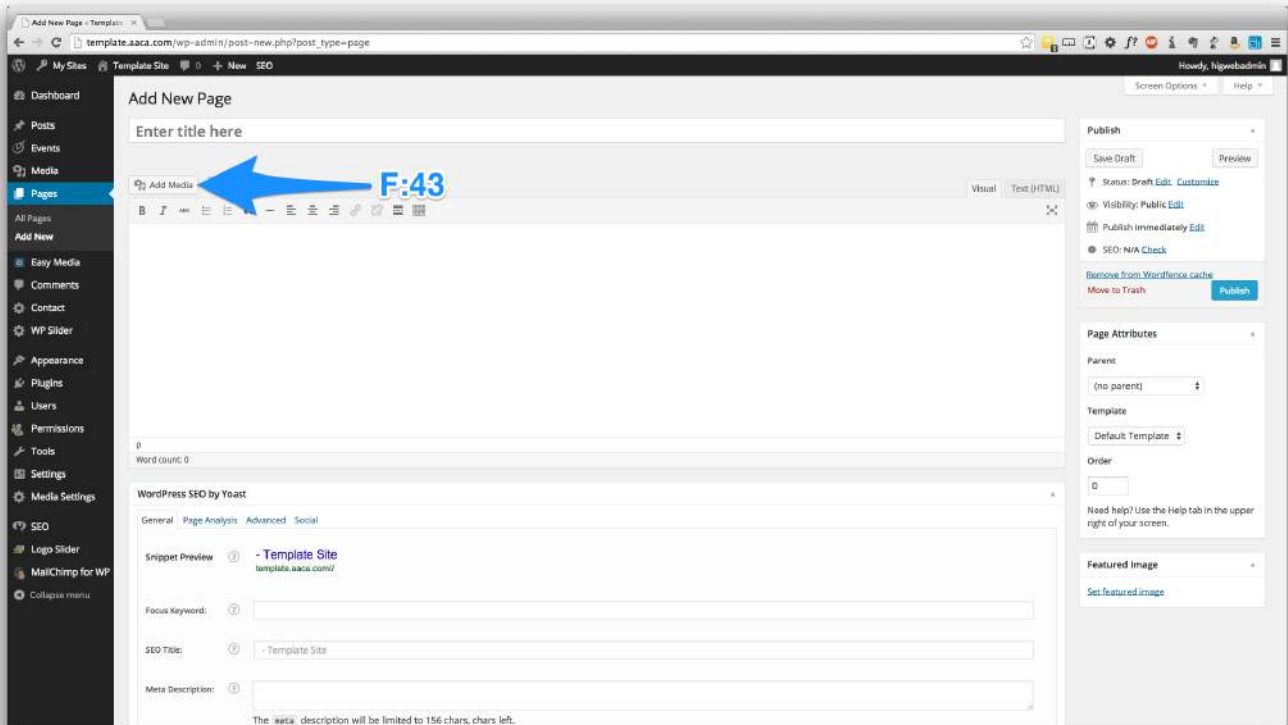 Add New Page ‹ Template
template.aaca.com/wp-admin/post-new.php?post_type=page
My Sites Template Site 0 + New SEO
Howdy, higwebadmin
Screen Options Help
Dashboard
Posts
Events
Media
Pages
All Pages
Add New
Easy Media
Comments
Contact
WP Slider
Appearance
Plugins
Users
Permissions
Tools
Settings
Media Settings
SEO
Logo Slider
MailChimp for WP
Collapse menu
Add New Page
Enter title here
Add Media
F:43
Visual Text (HTML)
B I ABC
p
Word count: 0
WordPress SEO by Yoast
General Page Analysis Advanced Social
Snippet Preview ? - Template Site
template.aaca.com//
Focus Keyword: ?
SEO Title: ? - Template Site
Meta Description: ?
The meta description will be limited to 156 chars, chars left.
Publish
Save Draft Preview
Status: Draft Edit Customize
Visibility: Public Edit
Publish immediately Edit
SEO: N/A Check
Remove from Wordfence cache
Move to Trash Publish
Page Attributes
Parent
(no parent)
Template
Default Template
Order
0
Need help? Use the Help tab in the upper
right of your screen.
Featured Image
Set featured image